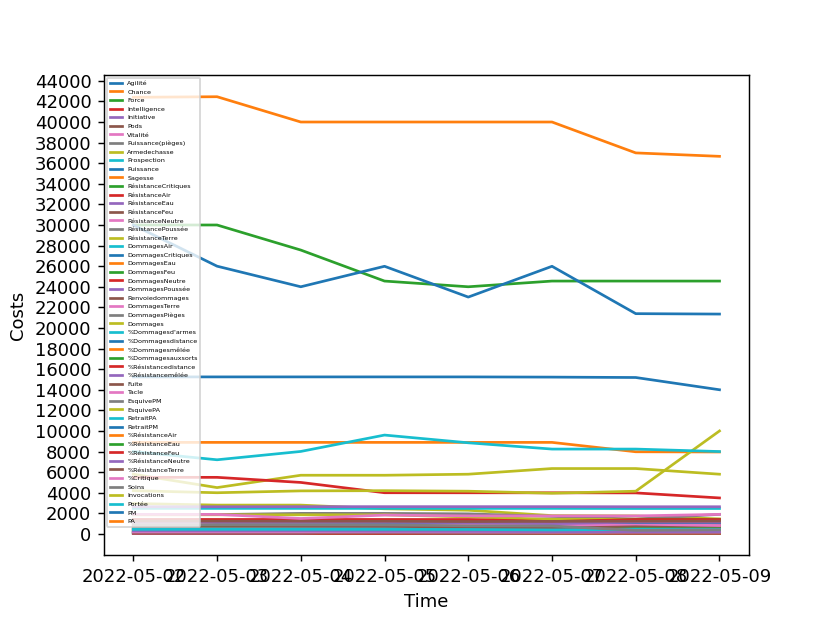 44000
42000
40000
38000
36000
34000
32000
30000
28000
26000
24000
22000
20000
18000
16000
14000
12000
10000
8000
6000
4000
2000
0
Costs
Agilité
Chance
Force
Intelligence
Initiative
Pods
Vitalité
Puissance(pièges)
Armedechasse
Prospection
Puissance
Sagesse
RésistanceCritiques
RésistanceAir
RésistanceEau
RésistanceFeu
RésistanceNeutre
RésistancePoussée
RésistanceTerre
DommagesAir
DommagesCritiques
DommagesEau
DommagesFeu
DommagesNeutre
DommagesPoussée
Renvoiedommages
DommagesTerre
DommagesPièges
Dommages
%Dommagesd'armes
%Dommagesdistance
%Dommagesmêlée
%Dommagesauxsorts
%Résistancedistance
%Résistancemêlée
Fuite
Tacle
EsquivePM
EsquivePA
RetraitPA
RetraitPM
%RésistanceAir
%RésistanceEau
%RésistanceFeu
%RésistanceNeutre
%RésistanceTerre
%Critique
Soins
Invocations
Portée
PM
PA
2022-05-02 2022-05-03 2022-05-04 2022-05-05 2022-05-06 2022-05-07 2022-05-08 2022-05-09
Time